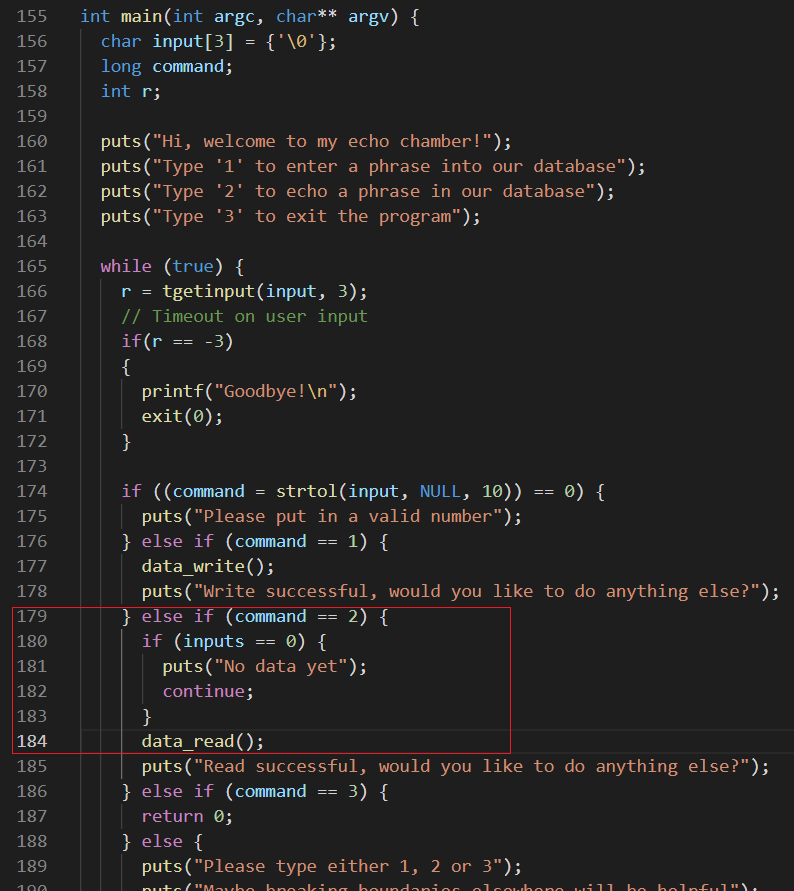 155 int main(int argc, char** argv) {
156 char input[3] = {'\0'};
157 long command;
158 int r;
159
160 puts("Hi, welcome to my echo chamber!");
161 puts("Type '1' to enter a phrase into our database");
162 puts("Type '2' to echo a phrase in our database");
163 puts("Type '3' to exit the program");
164
165 while (true) {
166 r = tgetinput(input, 3);
167 // Timeout on user input
168 if(r == -3)
169 {
170 printf("Goodbye!\n");
171 exit(0);
172 }
173
174 if ((command = strtol(input, NULL, 10)) == 0) {
175 puts("Please put in a valid number");
176 } else if (command == 1) {
177 data_write();
178 puts("Write successful, would you like to do anything else?");
179 } else if (command == 2) {
180 if (inputs == 0) {
181 puts("No data yet");
182 continue;
183 }
184 data_read();
185 puts("Read successful, would you like to do anything else?");
186 } else if (command == 3) {
187 return 0;
188 } else {
189 puts("Please type either 1, 2 or 3");
190 puts("Maybe breaking boundaries elsewhere will be helpful");